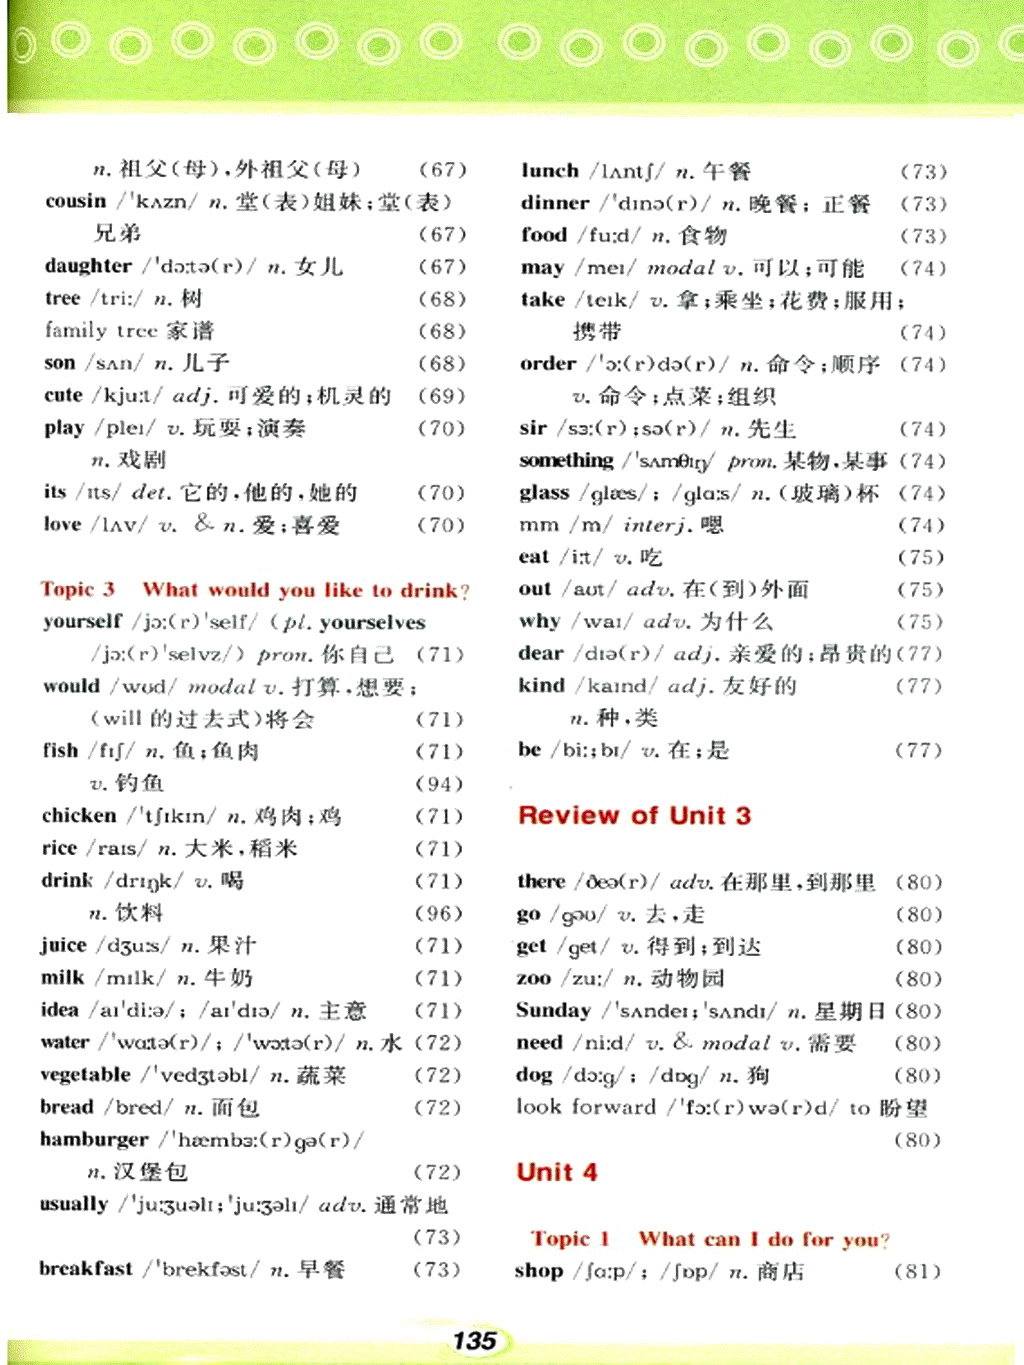 n. 祖父(母),外祖父(母) (67)
cousin /ˈkʌzn/ n. 堂(表)姐妹;堂(表)
兄弟 (67)
daughter /ˈdɔːtə(r)/ n. 女儿 (67)
tree /triː/ n. 树 (68)
family tree 家谱 (68)
son /sʌn/ n. 儿子 (68)
cute /kjuːt/ adj. 可爱的;机灵的 (69)
play /pleɪ/ v. 玩耍;演奏 (70)
n. 戏剧
its /ɪts/ det. 它的,他的,她的 (70)
love /lʌv/ v. & n. 爱;喜爱 (70)
Topic 3 What would you like to drink?
yourself /jɔː(r)ˈself/ (pl. yourselves
/jɔː(r)ˈselvz/) pron. 你自己 (71)
would /wʊd/ modal v. 打算,想要;
(will 的过去式)将会 (71)
fish /fɪʃ/ n. 鱼;鱼肉 (71)
v. 钓鱼 (94)
chicken /ˈtʃɪkɪn/ n. 鸡肉;鸡 (71)
rice /raɪs/ n. 大米,稻米 (71)
drink /drɪŋk/ v. 喝 (71)
n. 饮料 (96)
juice /dʒuːs/ n. 果汁 (71)
milk /mɪlk/ n. 牛奶 (71)
idea /aɪˈdiːə/; /aɪˈdɪə/ n. 主意 (71)
water /ˈwɑːtə(r)/; /ˈwɔːtə(r)/ n. 水 (72)
vegetable /ˈvedʒtəbl/ n. 蔬菜 (72)
bread /bred/ n. 面包 (72)
hamburger /ˈhæmbɜː(r)gə(r)/
n. 汉堡包 (72)
usually /ˈjuːʒuəlɪ;ˈjuːʒəlɪ/ adv. 通常地
(73)
breakfast /ˈbrekfəst/ n. 早餐 (73)
lunch /lʌntʃ/ n. 午餐 (73)
dinner /ˈdɪnə(r)/ n. 晚餐; 正餐 (73)
food /fuːd/ n. 食物 (73)
may /meɪ/ modal v. 可以;可能 (74)
take /teɪk/ v. 拿;乘坐;花费;服用;
携带 (74)
order /ˈɔː(r)də(r)/ n. 命令;顺序 (74)
v. 命令;点菜;组织
sir /sɜː(r);sə(r)/ n. 先生 (74)
something /ˈsʌmθɪŋ/ pron. 某物,某事 (74)
glass /glæs/; /glɑːs/ n. (玻璃)杯 (74)
mm /m/ interj. 嗯 (74)
eat /iːt/ v. 吃 (75)
out /aʊt/ adv. 在(到)外面 (75)
why /waɪ/ adv. 为什么 (75)
dear /dɪə(r)/ adj. 亲爱的;昂贵的 (77)
kind /kaɪnd/ adj. 友好的 (77)
n. 种,类
be /biː;bɪ/ v. 在;是 (77)
Review of Unit 3
there /ðeə(r)/ adv. 在那里,到那里 (80)
go /gəʊ/ v. 去,走 (80)
get /get/ v. 得到;到达 (80)
zoo /zuː/ n. 动物园 (80)
Sunday /ˈsʌndeɪ;ˈsʌndɪ/ n. 星期日 (80)
need /niːd/ v. & modal v. 需要 (80)
dog /dɔːg/; /dɒg/ n. 狗 (80)
look forward /ˈfɔː(r)wə(r)d/ to 盼望
(80)
Unit 4
Topic 1 What can I do for you?
shop /ʃɑːp/; /ʃɒp/ n. 商店 (81)
135